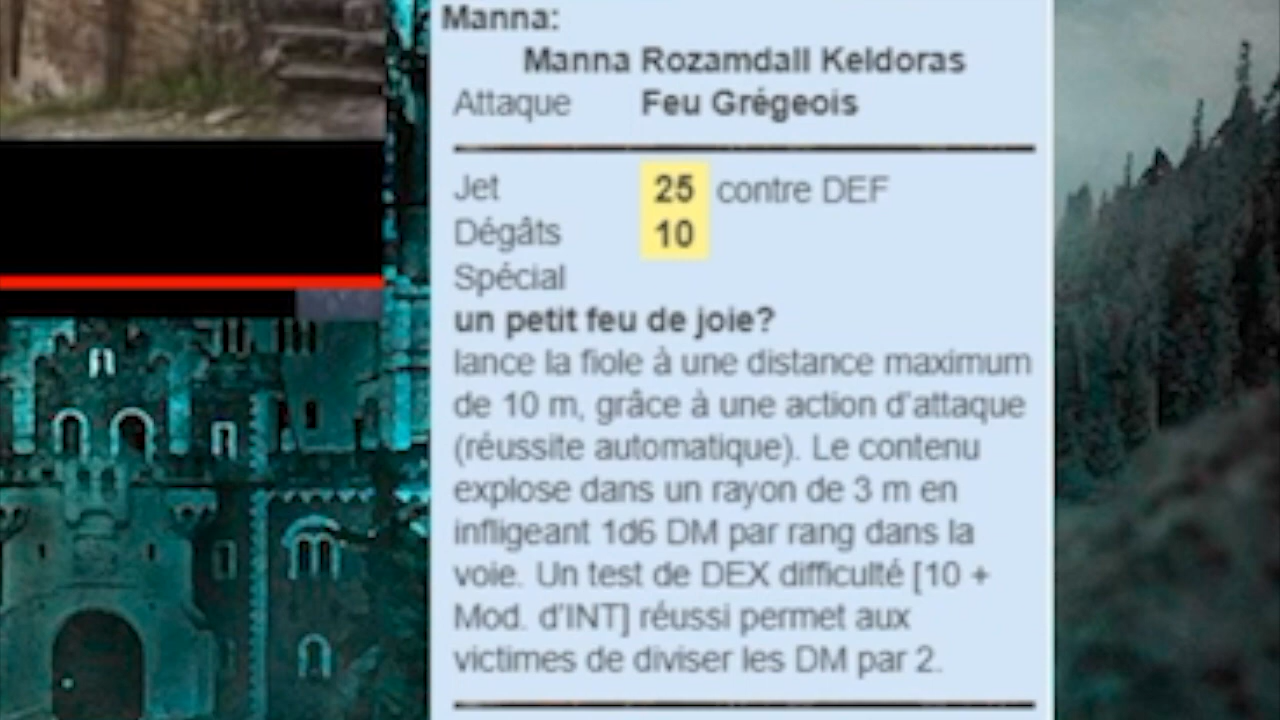 Manna:
Manna Rozamdall Keldoras
Attaque Feu Grégeois
Jet 25 contre DEF
Dégâts 10
Spécial
un petit feu de joie?
lance la fiole à une distance maximum
de 10 m, grâce à une action d'attaque
(réussite automatique). Le contenu
explose dans un rayon de 3 m en
infligeant 1d6 DM par rang dans la
voie. Un test de DEX difficulté [10 +
Mod. d'INT] réussi permet aux
victimes de diviser les DM par 2.